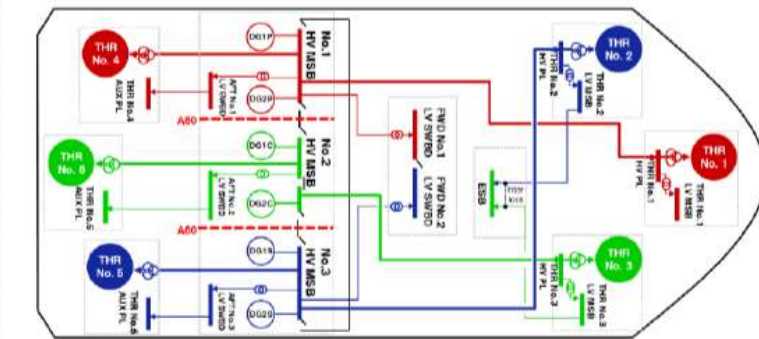 THR
No. 4
THR No.4
AUX PL
DG1P
DG2P
No.1
HV MSB
AFT No.1
LV SWBD
A60
THR
No. 6
THR No.6
AUX PL
DG1C
DG2C
No.2
HV MSB
AFT No.2
LV SWBD
A60
THR
No. 5
AUX PL
DG1S
DG2S
No.3
HV MSB
AFT No.3
LV SWBD
FWD No.1
LV SWBD
FWD No.2
LV SWBD
ESB
THR
No. 2
THR No.2
HV PL
THR No.2
LV MSB
THR
No. 1
THR No.1
HV PL
THR No.1
LV MSB
THR
No. 3
THR No.3
HV PL
THR No.3
LV MSB